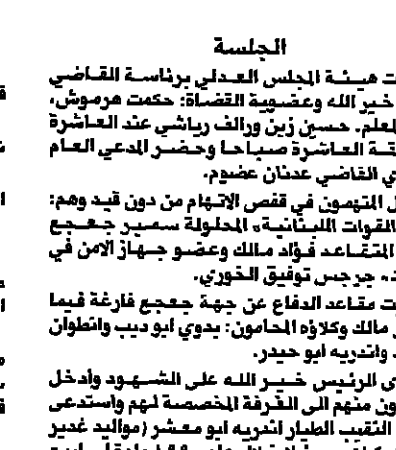 الجلسة
ت هيئة المجلس العدلي برئاسة القاضي
خير الله وعضوية القضاة: حكمت هرموش،
لمعلم. حسين زين ورالف رياشي عند العاشرة
قة العاشرة صباحا وحضر المدعي العام
ي القاضي عدنان عضوم.
ل المتهمون في قفص الاتهام من دون قيد وهم:
القوات اللبنانية» المحلولة سمير جعجع
المتقاعد فؤاد مالك وعضو جهاز الامن في
جرجس توفيق الخوري.
ت مقاعد الدفاع عن جهة جعجع فارغة فيما
مالك وكلاؤه المحامون: بدوي ابو ديب وانطوان
واندريه ابو حيدر.
ى الرئيس خير الله على الشهود وأدخل
ون منهم الى الغرفة المخصصة لهم واستدعى
النقيب الطيار اندريه ابو معشر (مواليد غدير